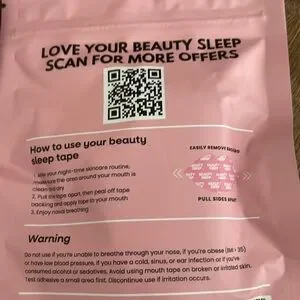 LOVE YOUR BEAUTY SLEEP
SCAN FOR MORE OFFERS
How to use your beauty
sleep tape
EASILY REMOVE
1. After your night-time skincare routine,
make sure the area around your mouth is
clean and dry
2. Pull the tape apart, then peel off tape
backing and apply tape to your mouth
3. Enjoy nasal breathing
PULL SIDES APART
Warning
Do not use if you're unable to breathe through your nose, if you're obese (BMI > 35)
or have low blood pressure, if you have a cold, sinus, or ear infection or if you've
consumed alcohol or sedatives. Avoid using mouth tape on broken or irritated skin.
Test adhesive a small area first. Discontinue use if irritation occurs.